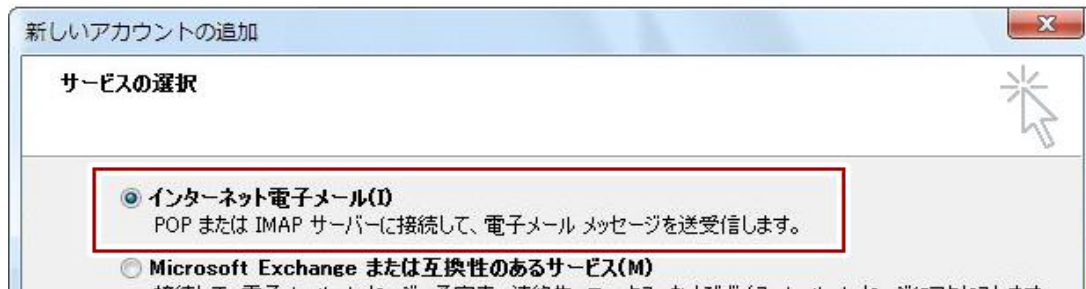 新しいアカウントの追加
サービスの選択
インターネット電子メール(I)
POP または IMAP サーバーに接続して、電子メール メッセージを送受信します。
Microsoft Exchange または互換性のあるサービス(M)